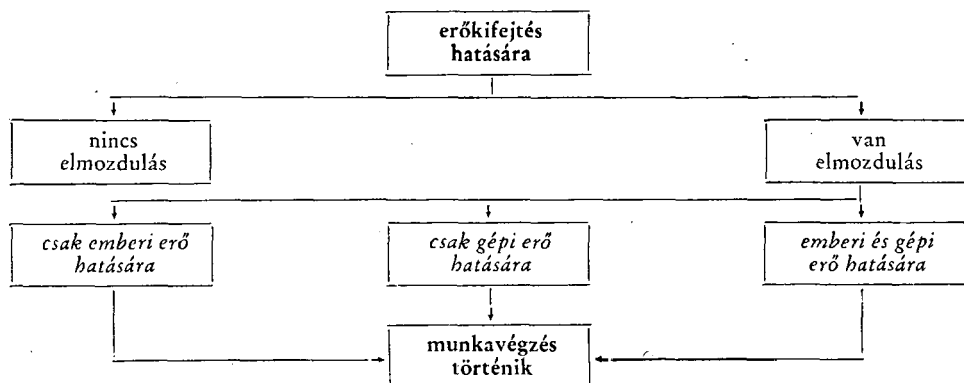 erőkifejtés
hatására
nincs
elmozdulás
van
elmozdulás
csak emberi erő
hatására
csak gépi erő
hatására
emberi és gépi
erő hatására
munkavégzés
történik